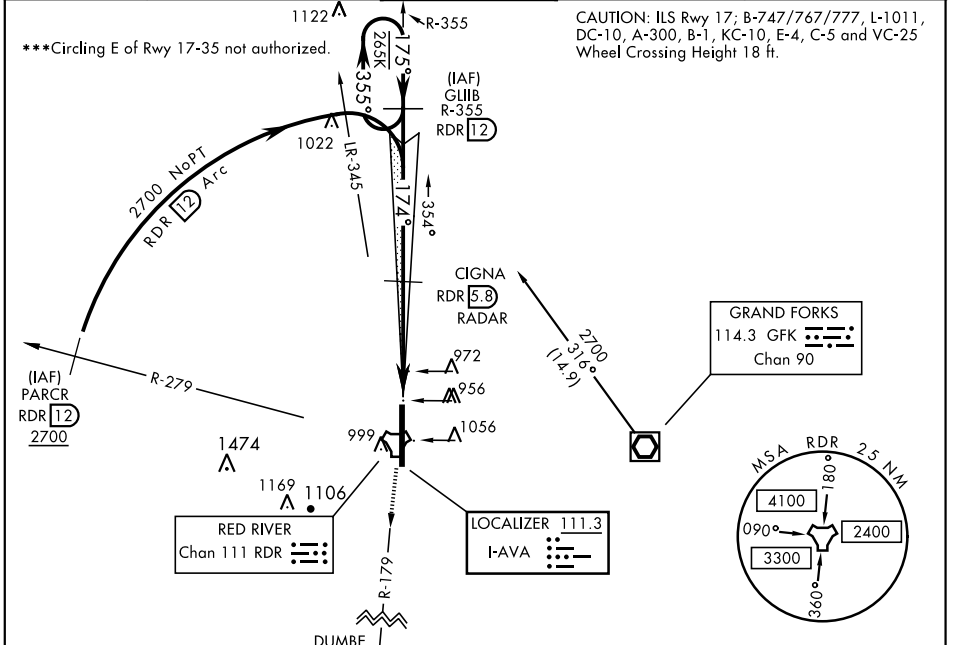 ***Circling E of Rwy 17-35 not authorized.
1122
R-355
CAUTION: ILS Rwy 17; B-747/767/777, L-1011,
DC-10, A-300, B-1, KC-10, E-4, C-5 and VC-25
Wheel Crossing Height 18 ft.
265K
175°
355°
(IAF)
GLIIB
R-355
RDR 12
1022
LR-345
2700 NoPT
RDR 12 Arc
174°
354°
CIGNA
RDR 5.8
RADAR
2700
316°
(14.9)
GRAND FORKS
114.3 GFK
Chan 90
R-279
(IAF)
PARCR
RDR 12
2700
972
956
999
1056
1474
1169
1106
RED RIVER
Chan 111 RDR
LOCALIZER 111.3
I-AVA
R-179
DUMBE
MSA RDR 25 NM
180°
4100
090°
2400
3300
360°